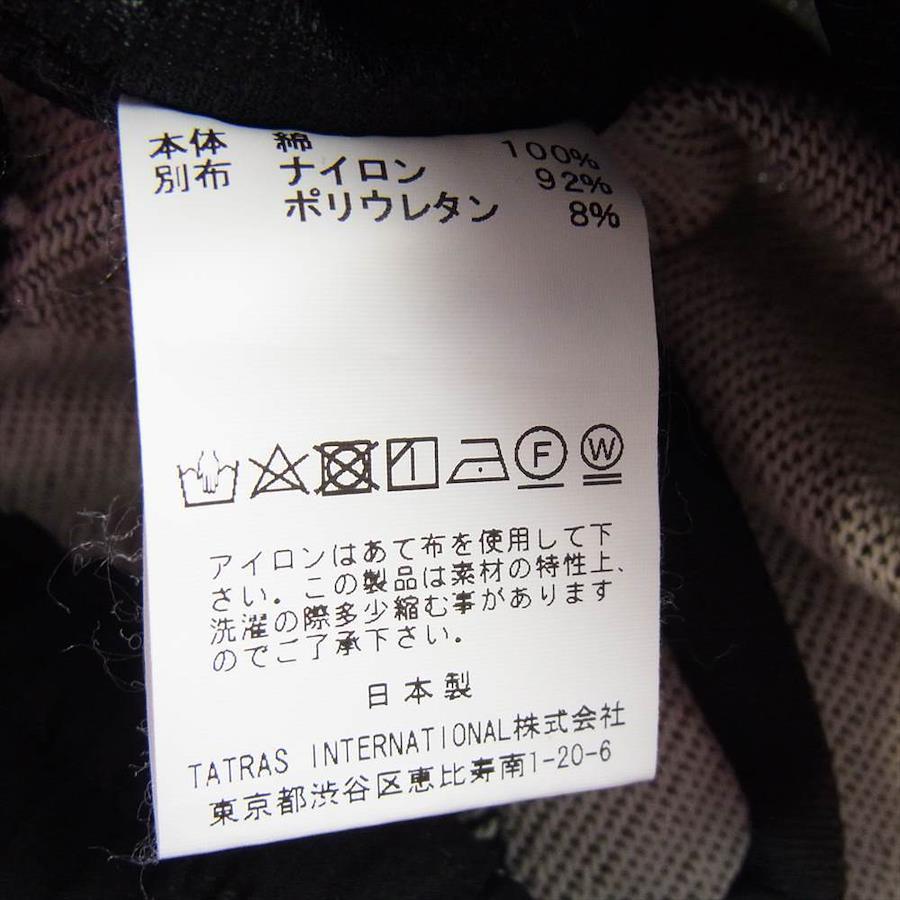 本体 綿 100%
別布 ナイロン 92%
ポリウレタン 8%
F W
アイロンはあて布を使用して下
さい。この製品は素材の特性上、
洗濯の際多少縮む事があります
のでご了承下さい。
日本製
TATRAS INTERNATIONAL株式会社
東京都渋谷区恵比寿南1-20-6